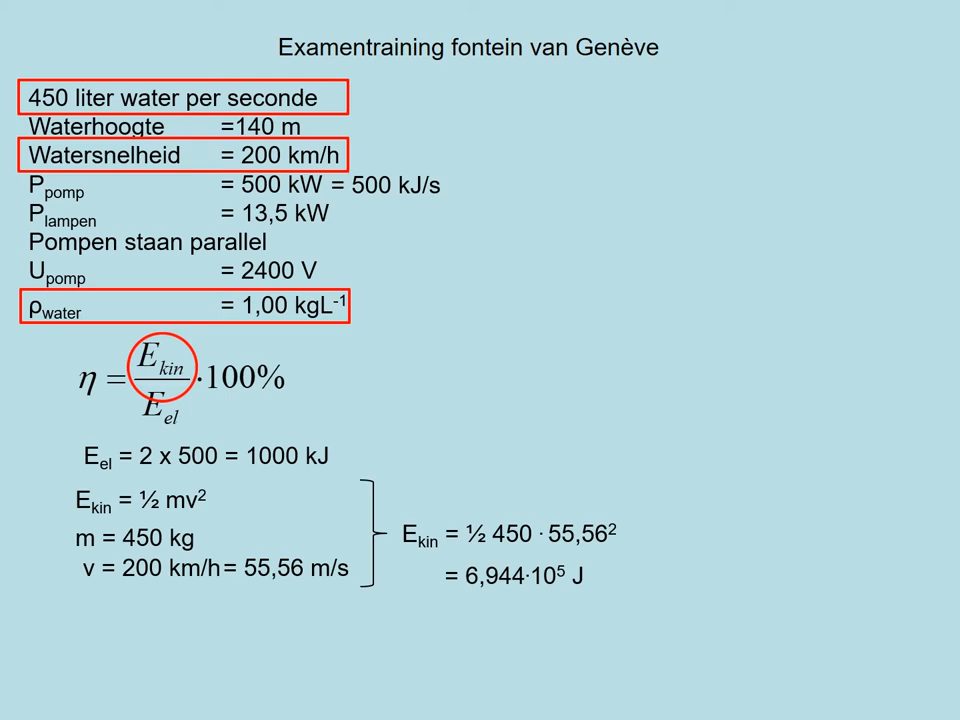 Examentraining fontein van Genève
450 liter water per seconde
Waterhoogte =140 m
Watersnelheid = 200 km/h
Ppomp = 500 kW = 500 kJ/s
Plampen = 13,5 kW
Pompen staan parallel
Upomp = 2400 V
ρwater = 1,00 kgL⁻¹
η = Ekin / Eel ·100%
Eel = 2 x 500 = 1000 kJ
Ekin = ½ mv²
m = 450 kg
v = 200 km/h = 55,56 m/s
Ekin = ½ 450 · 55,56²
= 6,944·10⁵ J